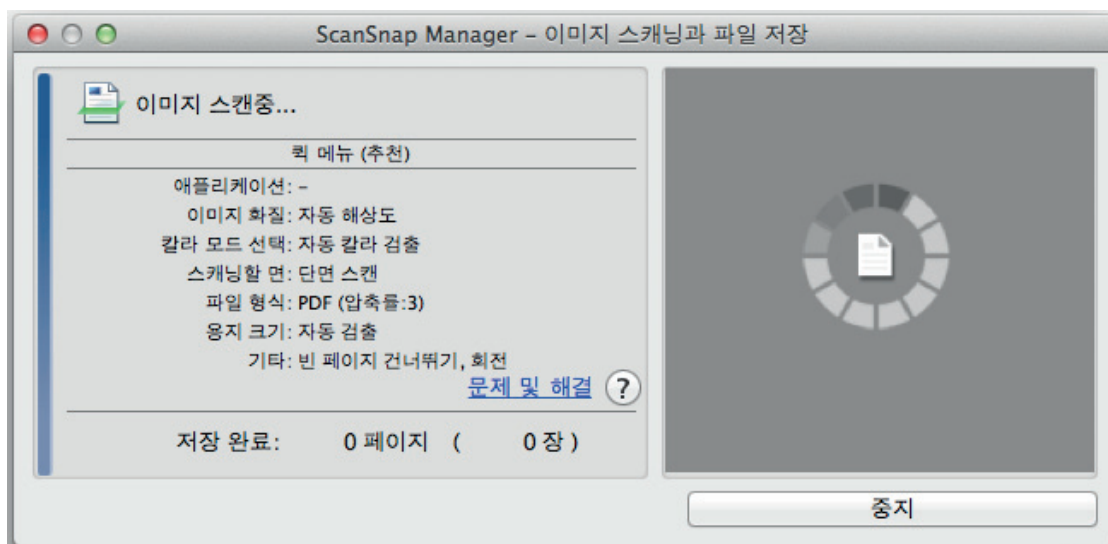 ScanSnap Manager – 이미지 스캐닝과 파일 저장
이미지 스캔중...
퀵 메뉴 (추천)
애플리케이션: –
이미지 화질: 자동 해상도
칼라 모드 선택: 자동 칼라 검출
스캐닝할 면: 단면 스캔
파일 형식: PDF (압축률:3)
용지 크기: 자동 검출
기타: 빈 페이지 건너뛰기, 회전
문제 및 해결 ?
저장 완료: 0 페이지 ( 0 장 )
중지